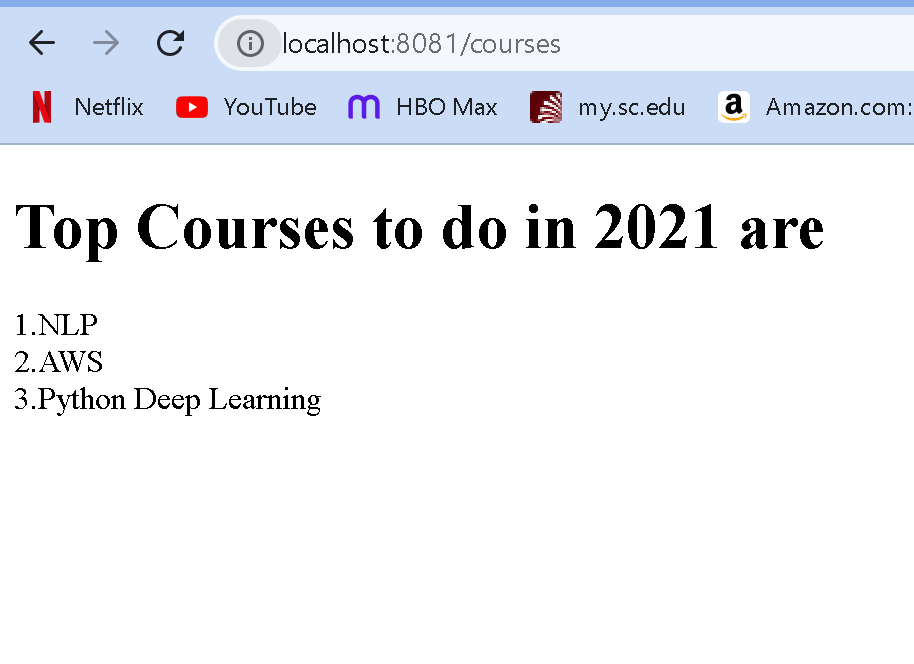 localhost:8081/courses
Netflix YouTube HBO Max my.sc.edu Amazon.com:
Top Courses to do in 2021 are
1.NLP
2.AWS
3.Python Deep Learning